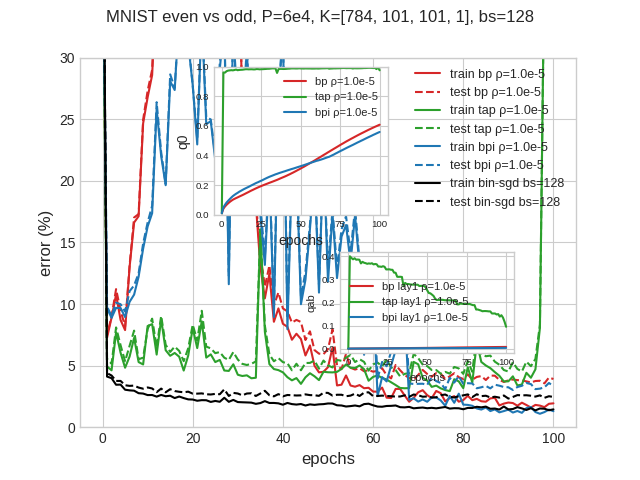 MNIST even vs odd, P=6e4, K=[784, 101, 101, 1], bs=128
error (%)
30
25
20
15
10
5
0
0
20
40
60
80
100
epochs
train bp ρ=1.0e-5
test bp ρ=1.0e-5
train tap ρ=1.0e-5
test tap ρ=1.0e-5
train bpi ρ=1.0e-5
test bpi ρ=1.0e-5
train bin-sgd bs=128
test bin-sgd bs=128
q0
1.0
0.8
0.6
0.4
0.2
0.0
bp ρ=1.0e-5
tap ρ=1.0e-5
bpi ρ=1.0e-5
0
25
50
75
100
epochs
qab
0.4
0.3
0.2
0.1
0.0
bp lay1 ρ=1.0e-5
tap lay1 ρ=1.0e-5
bpi lay1 ρ=1.0e-5
25
50
75
100
epochs